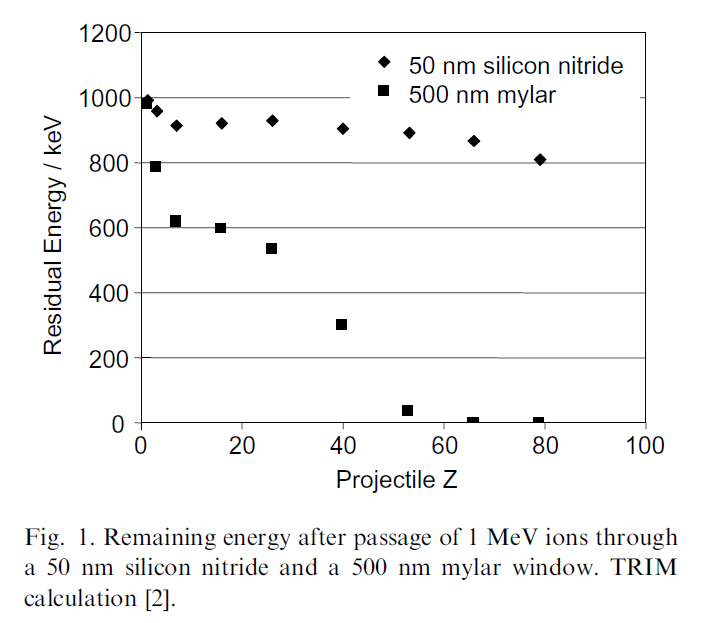 1200
1000
800
600
400
200
0
Residual Energy / keV
50 nm silicon nitride
500 nm mylar
0 20 40 60 80 100
Projectile Z
Fig. 1. Remaining energy after passage of 1 MeV ions through
a 50 nm silicon nitride and a 500 nm mylar window. TRIM
calculation [2].